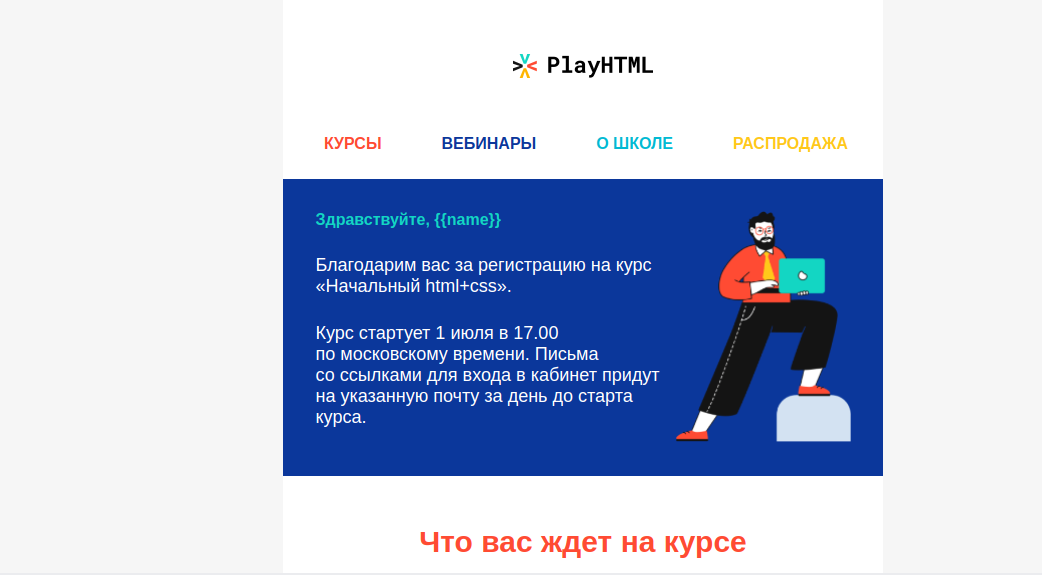 PlayHTML
КУРСЫ ВЕБИНАРЫ О ШКОЛЕ РАСПРОДАЖА
Здравствуйте, {{name}}
Благодарим вас за регистрацию на курс
«Начальный html+css».
Курс стартует 1 июля в 17.00
по московскому времени. Письма
со ссылками для входа в кабинет придут
на указанную почту за день до старта
курса.
Что вас ждет на курсе